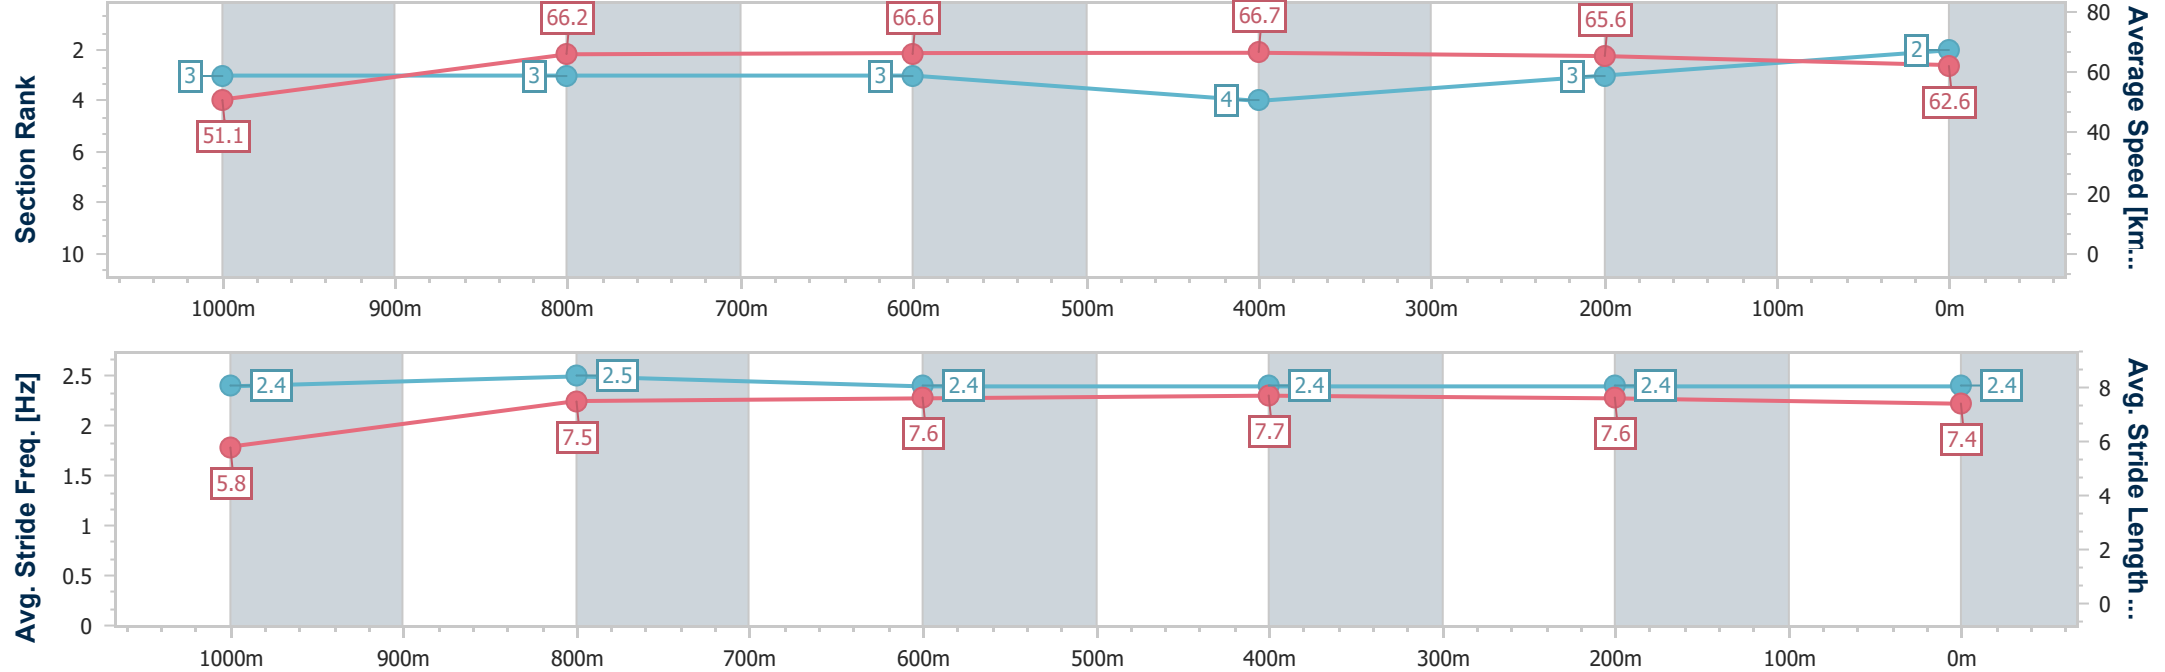 66.2
66.6
66.7
65.6
80
2
2
3
3
3
60
3
4
4
62.6
51.1
40
6
8
20
10
0
Section Rank
Average Speed [km...
1000m
900m
800m
700m
600m
500m
400m
300m
200m
100m
0m
2.5
2.4
2.5
2.4
2.4
2.4
2.4
8
2
7.5
7.6
7.7
7.6
7.4
6
1.5
5.8
4
1
2
0.5
0
0
Avg. Stride Freq. [Hz]
Avg. Stride Length ...
1000m
900m
800m
700m
600m
500m
400m
300m
200m
100m
0m